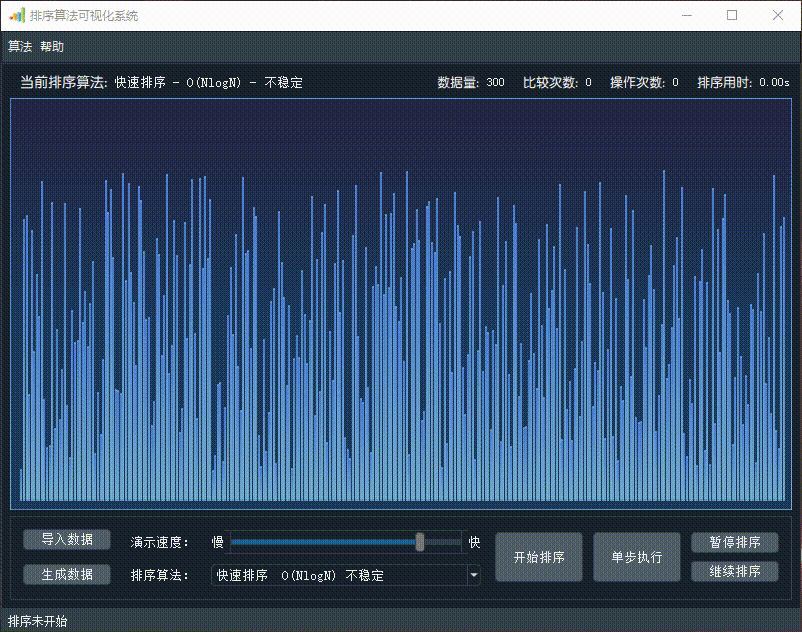 排序算法可视化系统
算法 帮助
当前排序算法: 快速排序 - O(NlogN) - 不稳定 数据量: 300 比较次数: 0 操作次数: 0 排序用时: 0.00s
导入数据 演示速度: 慢 快 开始排序 单步执行 暂停排序
生成数据 排序算法: 快速排序 O(NlogN) 不稳定 继续排序
排序未开始